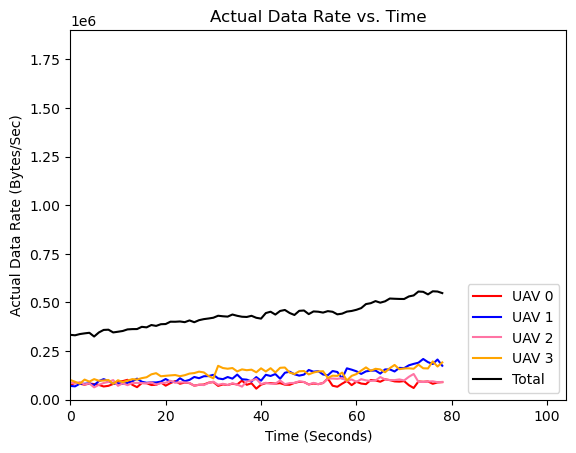 Actual Data Rate vs. Time
1e6
1.75
1.50
1.25
1.00
0.75
0.50
0.25
0.00
Actual Data Rate (Bytes/Sec)
UAV 0
UAV 1
UAV 2
UAV 3
Total
0 20 40 60 80 100
Time (Seconds)